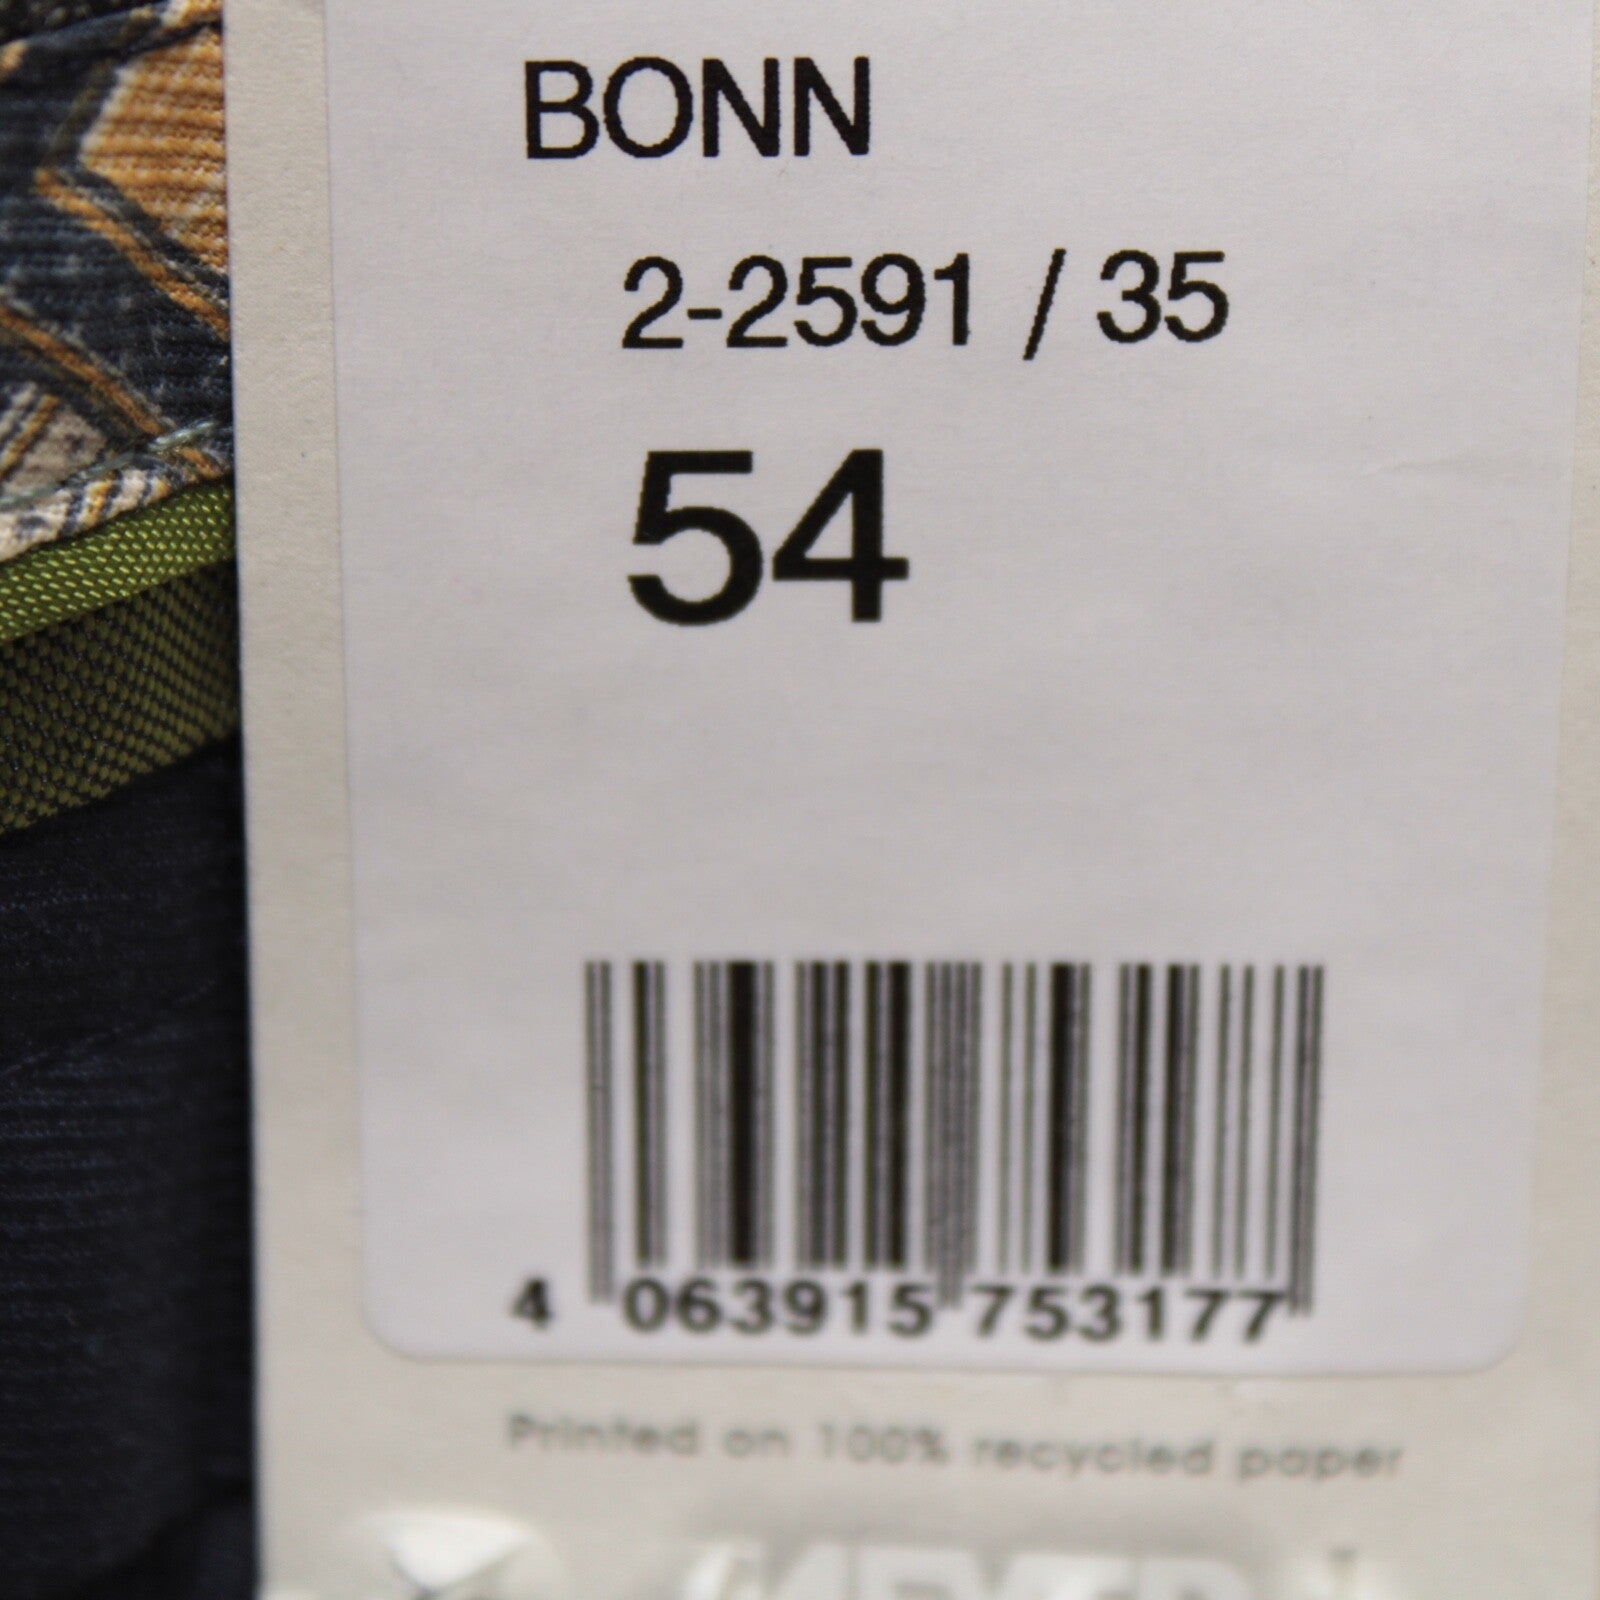 BONN
2-2591 / 35
54
4 063915 753177
Printed on 100% recycled paper